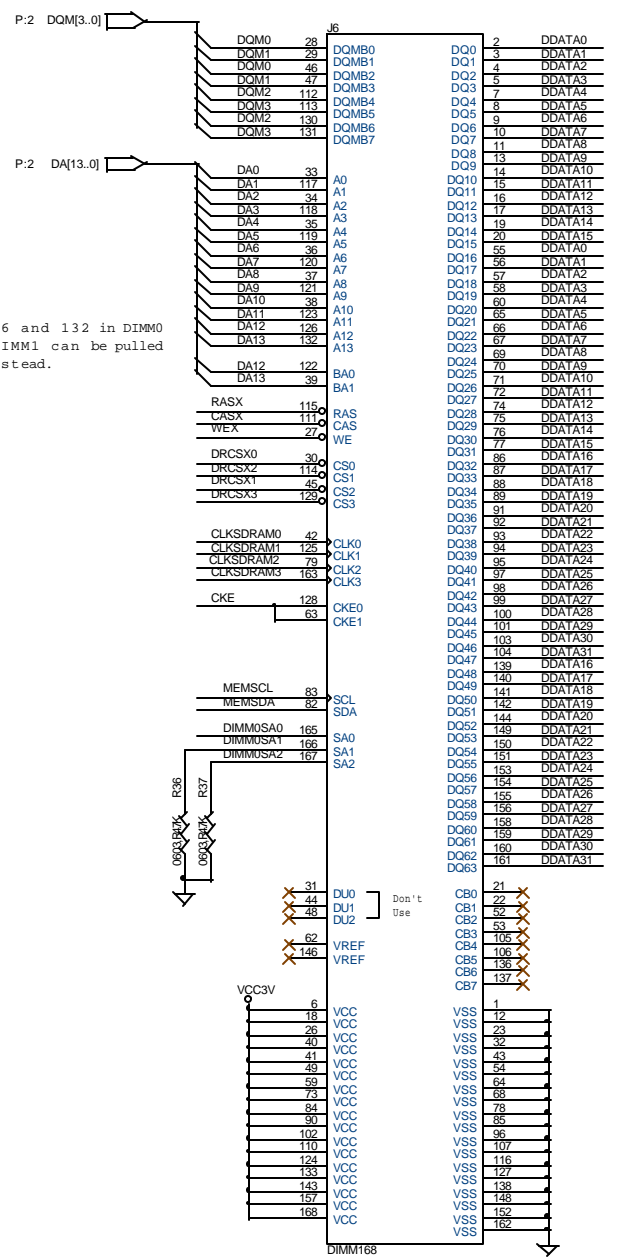 P:2 DQM[3..0]
J6
DQM0 28 DQMB0
DQM1 29 DQMB1
DQM0 46 DQMB2
DQM1 47 DQMB3
DQM2 112 DQMB4
DQM3 113 DQMB5
DQM2 130 DQMB6
DQM3 131 DQMB7
P:2 DA[13..0]
DA0 33 A0
DA1 117 A1
DA2 34 A2
DA3 118 A3
DA4 35 A4
DA5 119 A5
DA6 36 A6
DA7 120 A7
DA8 37 A8
DA9 121 A9
DA10 38 A10
DA11 123 A11
DA12 126 A12
DA13 132 A13
6 and 132 in DIMM0
IMM1 can be pulled
stead.
DA12 122 BA0
DA13 39 BA1
RASX 115 RAS
CASX 111 CAS
WEX 27 WE
DRCSX0 30 CS0
DRCSX2 114 CS1
DRCSX1 45 CS2
DRCSX3 129 CS3
CLKSDRAM0 42 CLK0
CLKSDRAM1 125 CLK1
CLKSDRAM2 79 CLK2
CLKSDRAM3 163 CLK3
CKE 128 CKE0
63 CKE1
MEMSCL 83 SCL
MEMSDA 82 SDA
DIMM0SA0 165 SA0
DIMM0SA1 166 SA1
DIMM0SA2 167 SA2
R36
R37
31 DU0
44 DU1
48 DU2
Don't
Use
62 VREF
146 VREF
VCC3V
6 VCC
18 VCC
26 VCC
40 VCC
41 VCC
49 VCC
59 VCC
73 VCC
84 VCC
90 VCC
102 VCC
110 VCC
124 VCC
133 VCC
143 VCC
157 VCC
168 VCC
DQ0 2 DDATA0
DQ1 3 DDATA1
DQ2 4 DDATA2
DQ3 5 DDATA3
DQ4 7 DDATA4
DQ5 8 DDATA5
DQ6 9 DDATA6
DQ7 10 DDATA7
DQ8 11 DDATA8
DQ9 13 DDATA9
DQ10 14 DDATA10
DQ11 15 DDATA11
DQ12 16 DDATA12
DQ13 17 DDATA13
DQ14 19 DDATA14
DQ15 20 DDATA15
DQ16 55 DDATA0
DQ17 56 DDATA1
DQ18 57 DDATA2
DQ19 58 DDATA3
DQ20 60 DDATA4
DQ21 65 DDATA5
DQ22 66 DDATA6
DQ23 67 DDATA7
DQ24 69 DDATA8
DQ25 70 DDATA9
DQ26 71 DDATA10
DQ27 72 DDATA11
DQ28 74 DDATA12
DQ29 75 DDATA13
DQ30 76 DDATA14
DQ31 77 DDATA15
DQ32 86 DDATA16
DQ33 87 DDATA17
DQ34 88 DDATA18
DQ35 89 DDATA19
DQ36 91 DDATA20
DQ37 92 DDATA21
DQ38 93 DDATA22
DQ39 94 DDATA23
DQ40 95 DDATA24
DQ41 97 DDATA25
DQ42 98 DDATA26
DQ43 99 DDATA27
DQ44 100 DDATA28
DQ45 101 DDATA29
DQ46 103 DDATA30
DQ47 104 DDATA31
DQ48 139 DDATA16
DQ49 140 DDATA17
DQ50 141 DDATA18
DQ51 142 DDATA19
DQ52 144 DDATA20
DQ53 149 DDATA21
DQ54 150 DDATA22
DQ55 151 DDATA23
DQ56 153 DDATA24
DQ57 154 DDATA25
DQ58 155 DDATA26
DQ59 156 DDATA27
DQ60 158 DDATA28
DQ61 159 DDATA29
DQ62 160 DDATA30
DQ63 161 DDATA31
CB0 21
CB1 22
CB2 52
CB3 53
CB4 105
CB5 106
CB6 136
CB7 137
VSS 1
VSS 12
VSS 23
VSS 32
VSS 43
VSS 54
VSS 64
VSS 68
VSS 78
VSS 85
VSS 96
VSS 107
VSS 116
VSS 127
VSS 138
VSS 148
VSS 152
VSS 162
DIMM168